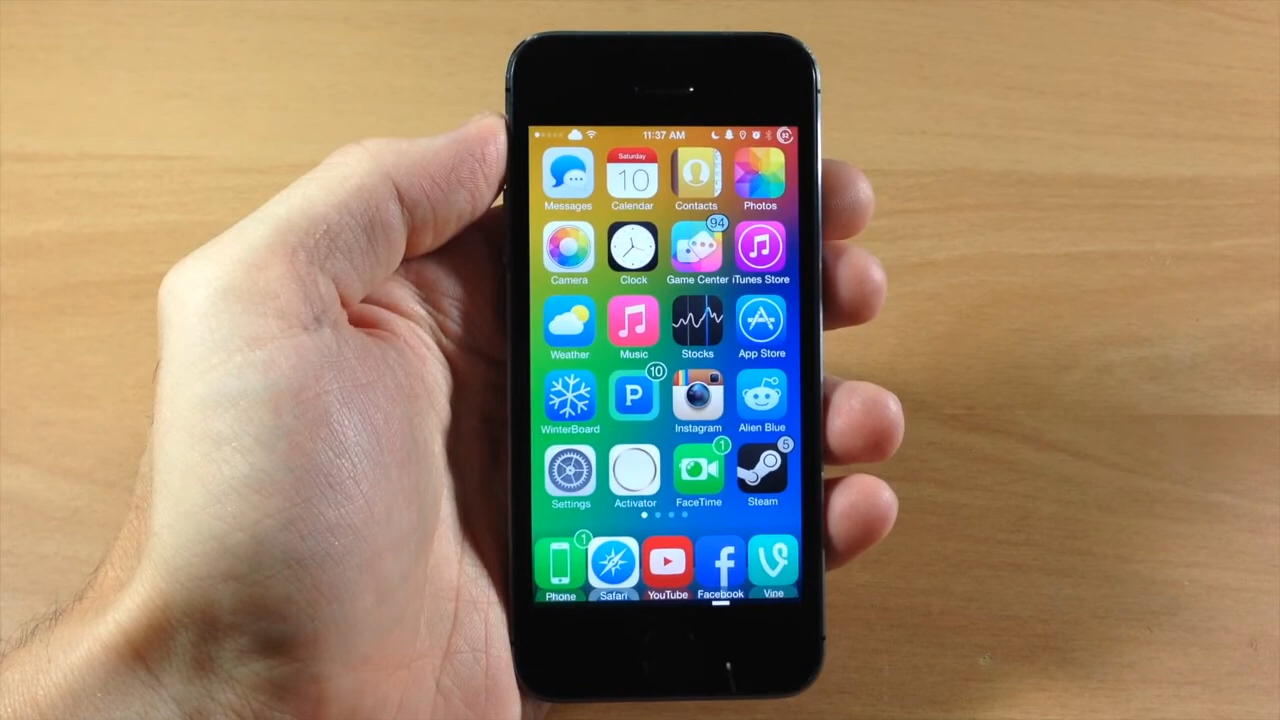 11:37 AM 92
Saturday
10
Messages Calendar Contacts Photos
94
Camera Clock Game Center iTunes Store
Weather Music Stocks App Store
10
P
WinterBoard Instagram Alien Blue
1 5
Settings Activator FaceTime Steam
1
f
Phone Safari YouTube Facebook Vine